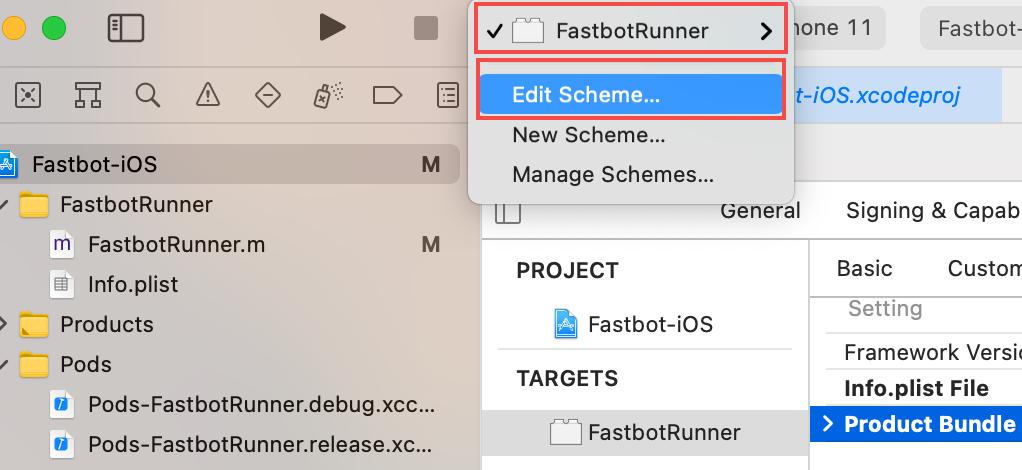 FastbotRunner
hone 11
Fastbot-
Edit Scheme...
t-iOS.xcodeproj
New Scheme...
Manage Schemes...
Fastbot-iOS
M
FastbotRunner
General
Signing & Capab
m
FastbotRunner.m
M
PROJECT
Basic
Custom
Info.plist
Setting
Products
Fastbot-iOS
Framework Versio
Pods
TARGETS
Info.plist File
Pods-FastbotRunner.debug.xcc...
Product Bundle
FastbotRunner
Pods-FastbotRunner.release.xc...